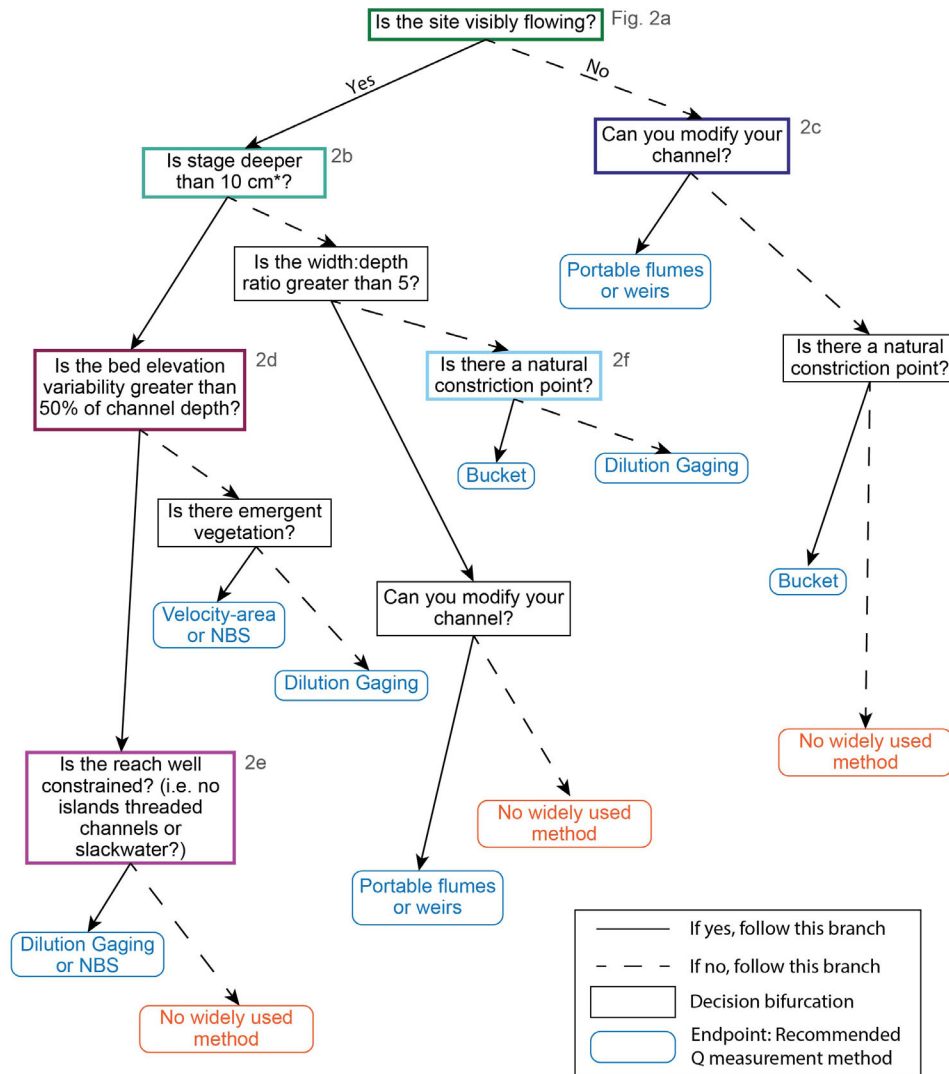 Is the site visibly flowing?
Fig. 2a
Yes
No
2b
Is stage deeper
than 10 cm*?
2c
Can you modify your
channel?
Is the width:depth
ratio greater than 5?
Portable flumes
or weirs
2d
Is the bed elevation
variability greater than
50% of channel depth?
2f
Is there a natural
constriction point?
Is there a natural
constriction point?
Bucket
Dilution Gaging
Is there emergent
vegetation?
Velocity-area
or NBS
Dilution Gaging
Can you modify your
channel?
Bucket
2e
Is the reach well
constrained? (i.e. no
islands threaded
channels or
slackwater?)
No widely used
method
No widely used
method
Portable flumes
or weirs
Dilution Gaging
or NBS
No widely used
method
If yes, follow this branch
If no, follow this branch
Decision bifurcation
Endpoint: Recommended
Q measurement method